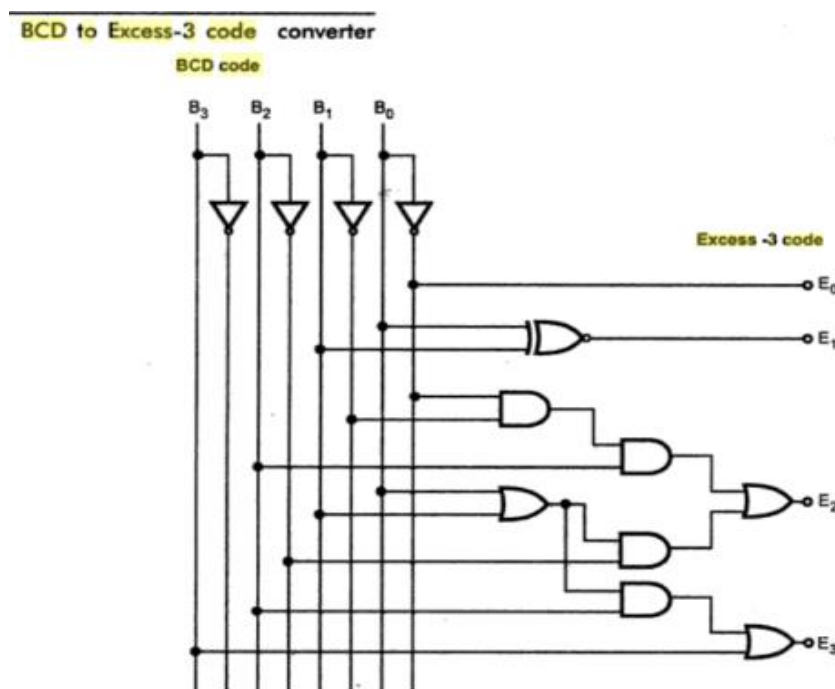 BCD to Excess-3 code converter
BCD code
B₃ B₂ B₁ B₀
Excess -3 code
E₀
E₁
E₂
E₃